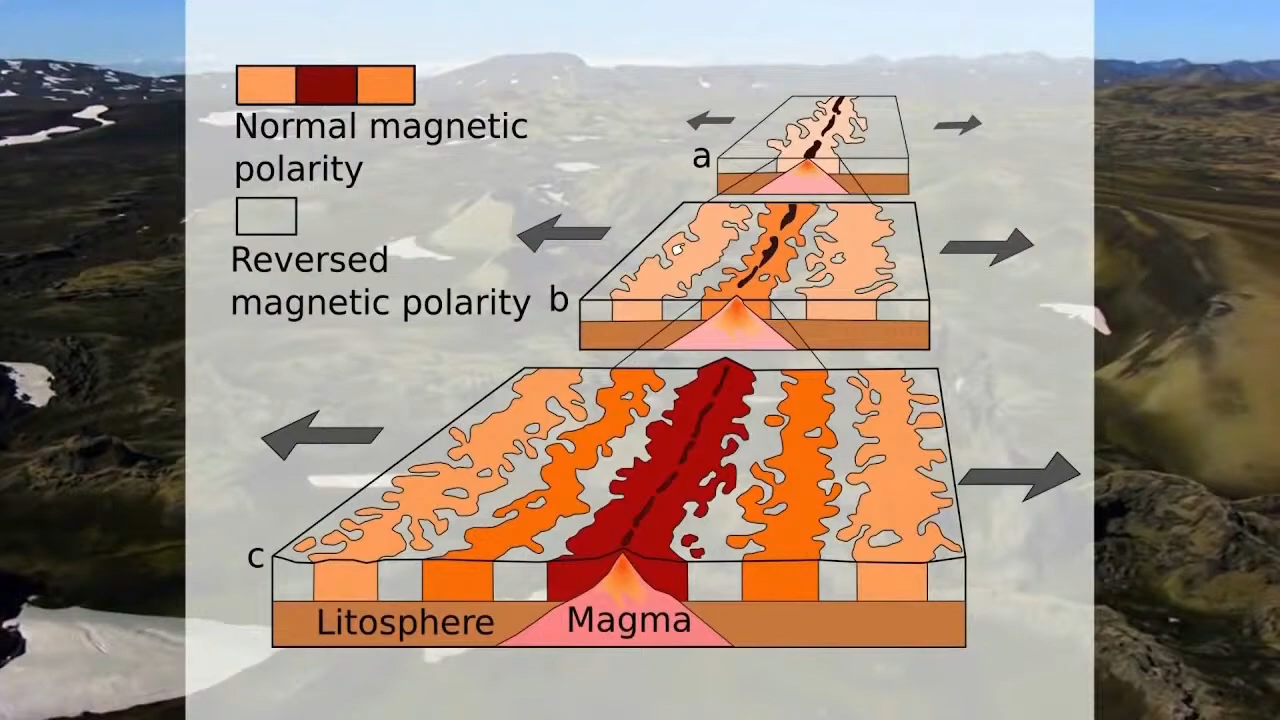 Normal magnetic
polarity
Reversed
magnetic polarity
a
b
c
Litosphere
Magma